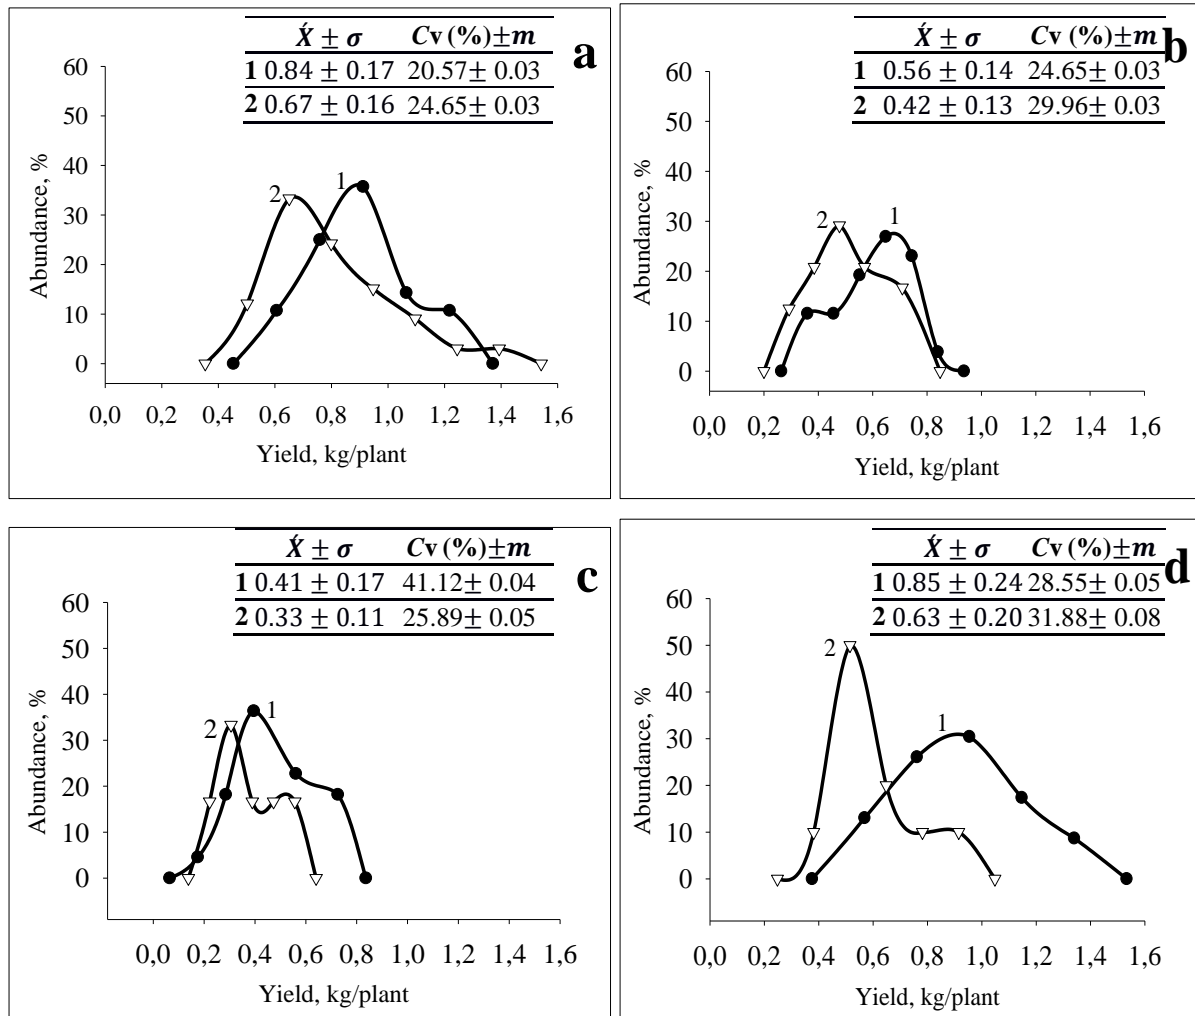 X́ ± σ Cv (%)±m
1 0.84 ± 0.17 20.57± 0.03
2 0.67 ± 0.16 24.65± 0.03
a
60
50
40
30
20
10
0
Abundance, %
2
1
0,0 0,2 0,4 0,6 0,8 1,0 1,2 1,4 1,6
Yield, kg/plant
X́ ± σ Cv (%)±m
1 0.56 ± 0.14 24.65± 0.03
2 0.42 ± 0.13 29.96± 0.03
b
60
50
40
30
20
10
0
Abundance, %
2
1
0,0 0,2 0,4 0,6 0,8 1,0 1,2 1,4 1,6
Yield, kg/plant
X́ ± σ Cv (%)±m
1 0.41 ± 0.17 41.12± 0.04
2 0.33 ± 0.11 25.89± 0.05
c
60
50
40
30
20
10
0
Abundance, %
2
1
0,0 0,2 0,4 0,6 0,8 1,0 1,2 1,4 1,6
Yield, kg/plant
X́ ± σ Cv (%)±m
1 0.85 ± 0.24 28.55± 0.05
2 0.63 ± 0.20 31.88± 0.08
d
60
50
40
30
20
10
0
Abundance, %
2
1
0,0 0,2 0,4 0,6 0,8 1,0 1,2 1,4 1,6
Yield, kg/plant